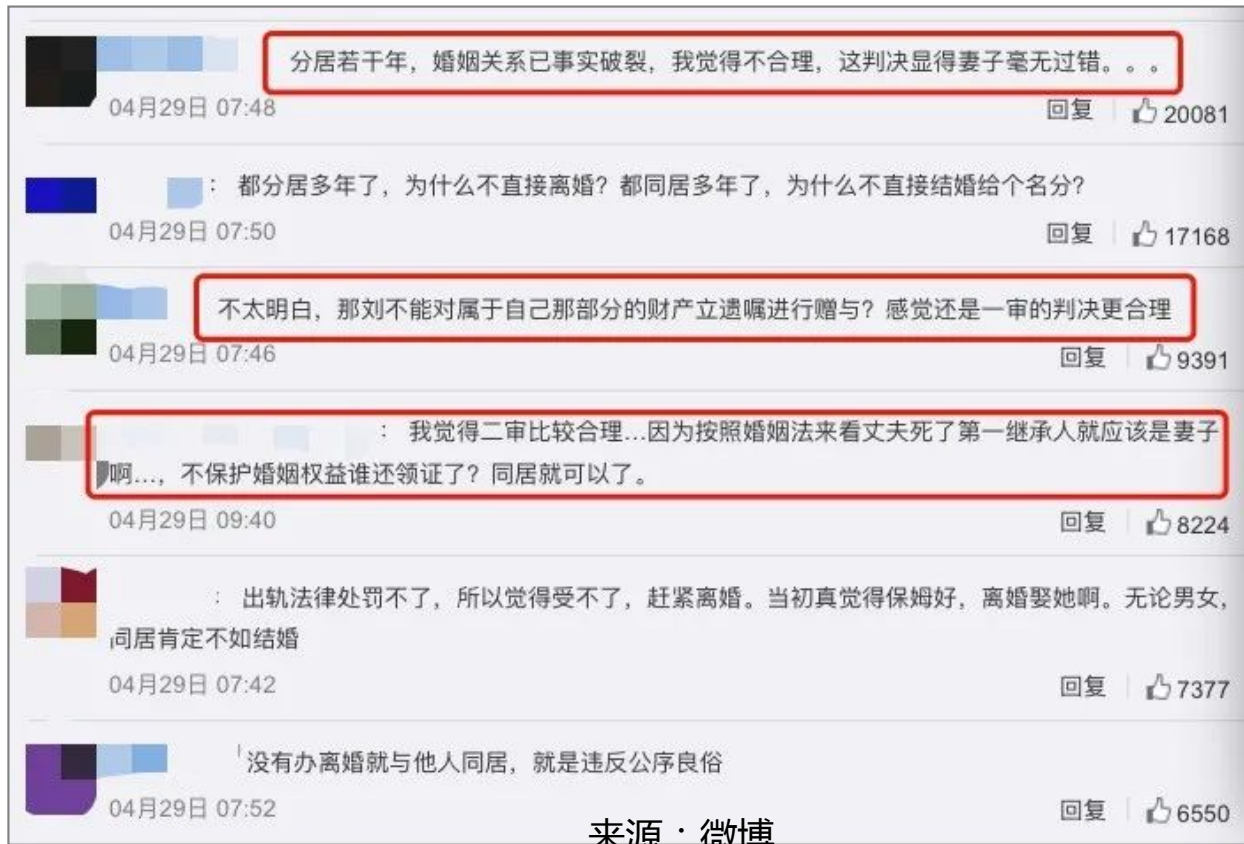 分居若干年，婚姻关系已事实破裂，我觉得不合理，这判决显得妻子毫无过错。。。
04月29日 07:48 回复 20081
： 都分居多年了，为什么不直接离婚？都同居多年了，为什么不直接结婚给个名分？
04月29日 07:50 回复 17168
不太明白，那刘不能对属于自己那部分的财产立遗嘱进行赠与？感觉还是一审的判决更合理
04月29日 07:46 回复 9391
： 我觉得二审比较合理…因为按照婚姻法来看丈夫死了第一继承人就应该是妻子
啊…，不保护婚姻权益谁还领证了？同居就可以了。
04月29日 09:40 回复 8224
： 出轨法律处罚不了，所以觉得受不了，赶紧离婚。当初真觉得保姆好，离婚娶她啊。无论男女，
同居肯定不如结婚
04月29日 07:42 回复 7377
没有办离婚就与他人同居，就是违反公序良俗
04月29日 07:52 回复 6550
来源：微博